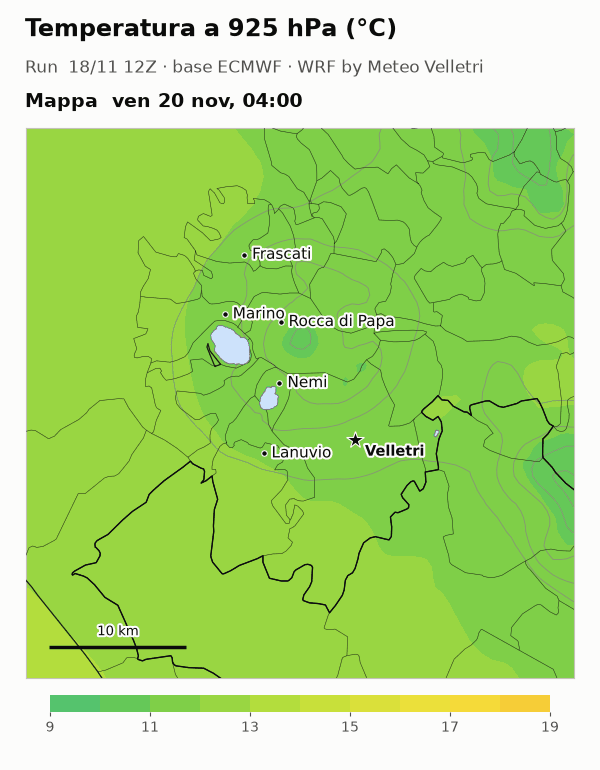 Temperatura a 925 hPa (°C)
Run  18/11 12Z · base ECMWF · WRF by Meteo Velletri
Mappa  ven 20 nov, 04:00
Frascati
Marino
Rocca di Papa
Nemi
Velletri
Lanuvio
10 km
9 11 13 15 17 19